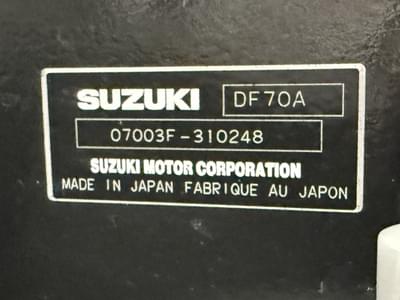 SUZUKI DF70A
07003F-310248
SUZUKI MOTOR CORPORATION
MADE IN JAPAN FABRIQUE AU JAPON